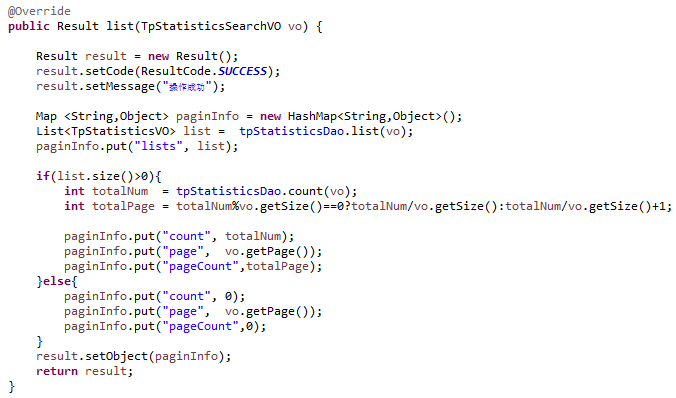 @Override
public Result list(TpStatisticsSearchVO vo) {
Result result = new Result();
result.setCode(ResultCode.SUCCESS);
result.setMessage("操作成功");
Map <String,Object> paginInfo = new HashMap<String,Object>();
List<TpStatisticsVO> list =  tpStatisticsDao.list(vo);
paginInfo.put("lists", list);
if(list.size()>0){
int totalNum  = tpStatisticsDao.count(vo);
int totalPage = totalNum%vo.getSize()==0?totalNum/vo.getSize():totalNum/vo.getSize()+1;
paginInfo.put("count", totalNum);
paginInfo.put("page",  vo.getPage());
paginInfo.put("pageCount",totalPage);
}else{
paginInfo.put("count", 0);
paginInfo.put("page",  vo.getPage());
paginInfo.put("pageCount",0);
}
result.setObject(paginInfo);
return result;
}